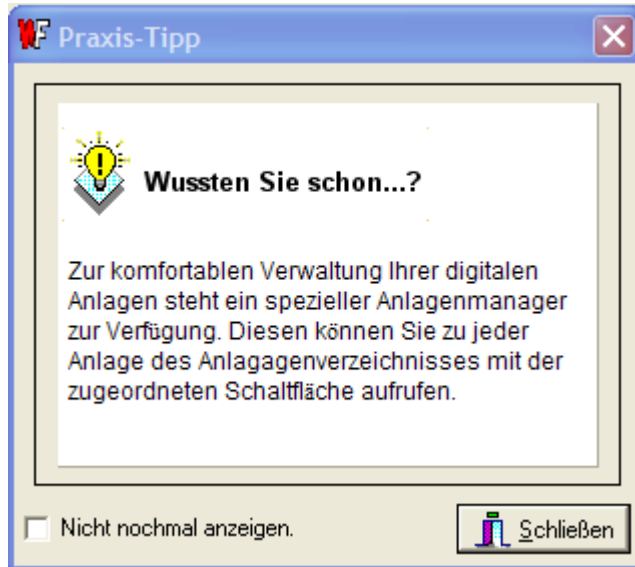 WF Praxis-Tipp
Wussten Sie schon...?
Zur komfortablen Verwaltung Ihrer digitalen
Anlagen steht ein spezieller Anlagenmanager
zur Verfügung. Diesen können Sie zu jeder
Anlage des Anlagagenverzeichnisses mit der
zugeordneten Schaltfläche aufrufen.
Nicht nochmal anzeigen.
Schließen